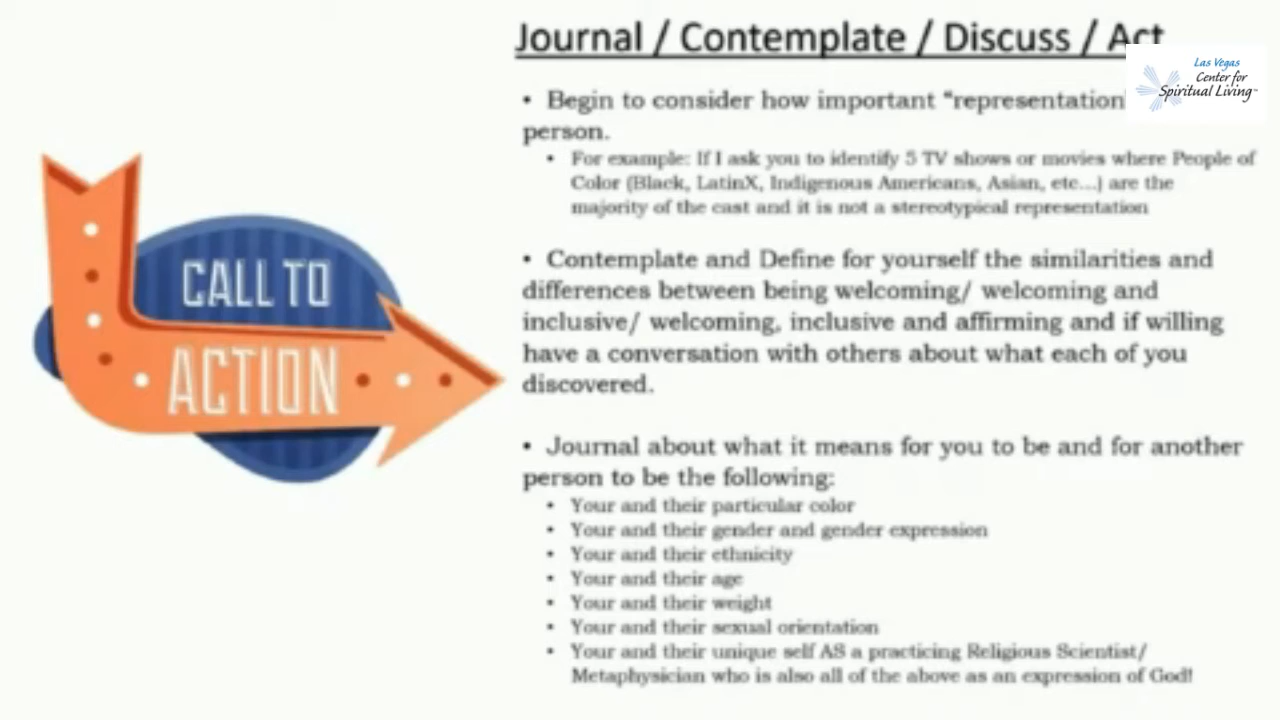 Journal / Contemplate / Discuss / Act
Las Vegas
Center for
Spiritual Living
• Begin to consider how important “representation
person.
• For example: If I ask you to identify 5 TV shows or movies where People of
Color (Black, LatinX, Indigenous Americans, Asian, etc...) are the
majority of the cast and it is not a stereotypical representation
• Contemplate and Define for yourself the similarities and
differences between being welcoming/ welcoming and
inclusive/ welcoming, inclusive and affirming and if willing
have a conversation with others about what each of you
discovered.
• Journal about what it means for you to be and for another
person to be the following:
• Your and their particular color
• Your and their gender and gender expression
• Your and their ethnicity
• Your and their age
• Your and their weight
• Your and their sexual orientation
• Your and their unique self AS a practicing Religious Scientist/
Metaphysician who is also all of the above as an expression of God!
CALL TO
ACTION